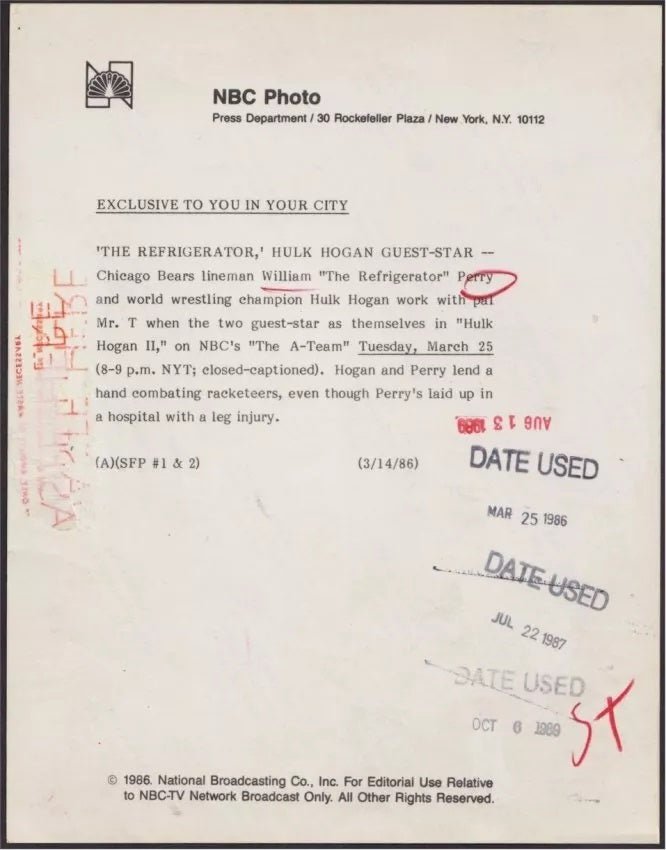 NBC Photo
Press Department / 30 Rockefeller Plaza / New York, N.Y. 10112
EXCLUSIVE TO YOU IN YOUR CITY
'THE REFRIGERATOR,' HULK HOGAN GUEST-STAR --
Chicago Bears lineman William "The Refrigerator" Perry
and world wrestling champion Hulk Hogan work with pal
Mr. T when the two guest-star as themselves in "Hulk
Hogan II," on NBC's "The A-Team" Tuesday, March 25
(8-9 p.m. NYT; closed-captioned). Hogan and Perry lend a
hand combating racketeers, even though Perry's laid up in
a hospital with a leg injury.
(A)(SFP #1 & 2) (3/14/86)
AUG 13 1989
DATE USED
MAR 25 1986
DATE USED
JUL 22 1987
DATE USED
OCT 6 1989
ST
© 1986. National Broadcasting Co., Inc. For Editorial Use Relative
to NBC-TV Network Broadcast Only. All Other Rights Reserved.